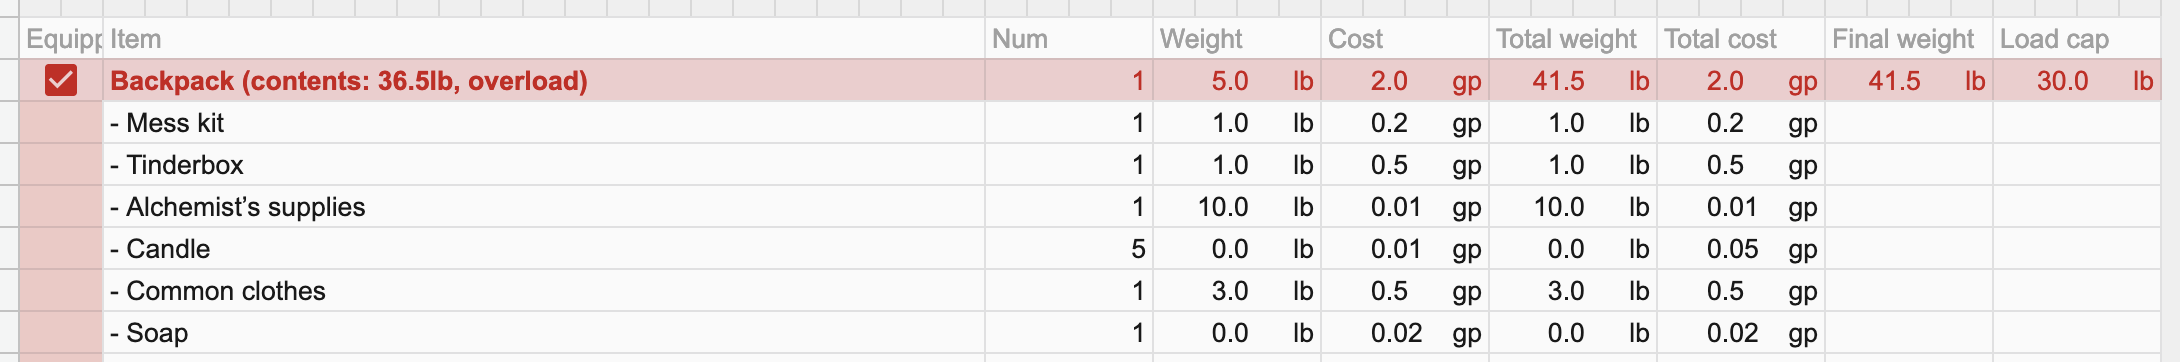 Equipp Item Num Weight Cost Total weight Total cost Final weight Load cap
Backpack (contents: 36.5lb, overload) 1 5.0 lb 2.0 gp 41.5 lb 2.0 gp 41.5 lb 30.0 lb
- Mess kit 1 1.0 lb 0.2 gp 1.0 lb 0.2 gp
- Tinderbox 1 1.0 lb 0.5 gp 1.0 lb 0.5 gp
- Alchemist’s supplies 1 10.0 lb 0.01 gp 10.0 lb 0.01 gp
- Candle 5 0.0 lb 0.01 gp 0.0 lb 0.05 gp
- Common clothes 1 3.0 lb 0.5 gp 3.0 lb 0.5 gp
- Soap 1 0.0 lb 0.02 gp 0.0 lb 0.02 gp